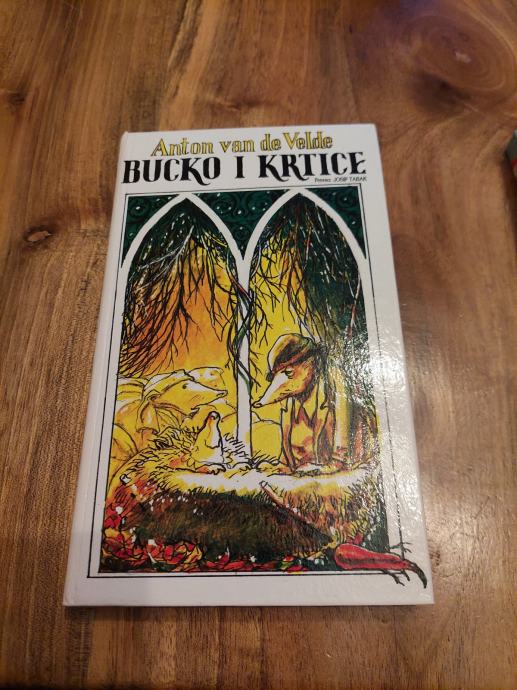 Anton van de Velde
BUCKO I KRTICE
Preveo: JOSIP TABAK